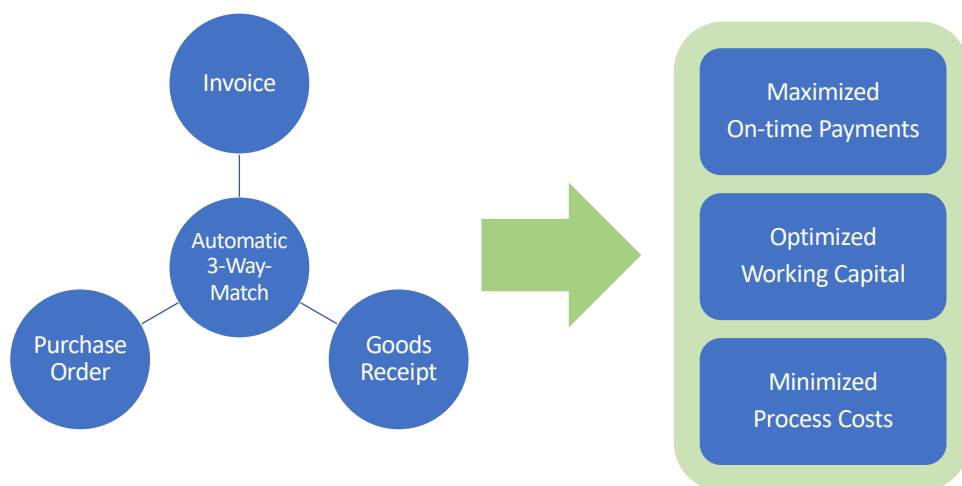 Invoice
Automatic
3-Way-
Match
Purchase
Order
Goods
Receipt
Maximized
On-time Payments
Optimized
Working Capital
Minimized
Process Costs